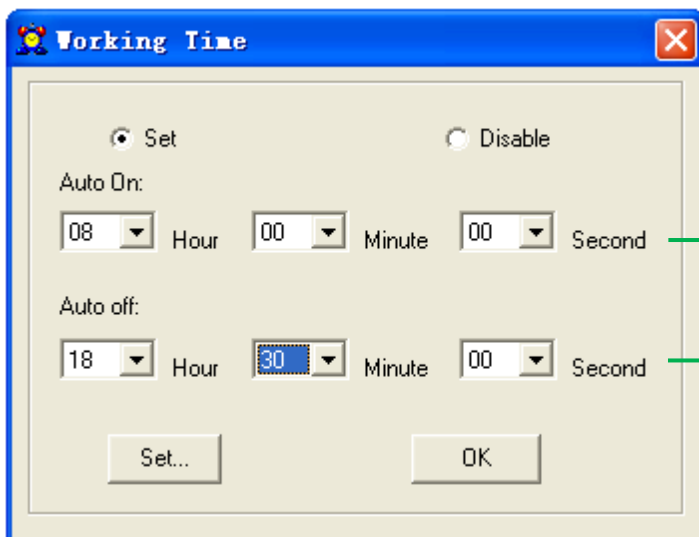 Working Time
Set Disable
Auto On:
08 Hour 00 Minute 00 Second
Auto off:
18 Hour 30 Minute 00 Second
Set... OK